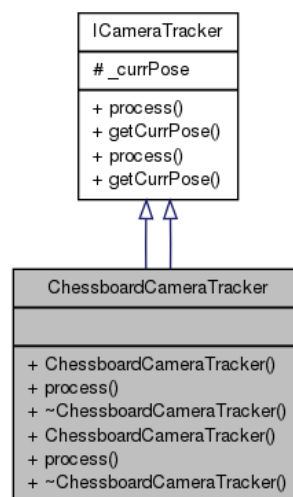 ICameraTracker
# _currPose
+ process()
+ getCurrPose()
+ process()
+ getCurrPose()
ChessboardCameraTracker
+ ChessboardCameraTracker()
+ process()
+ ~ChessboardCameraTracker()
+ ChessboardCameraTracker()
+ process()
+ ~ChessboardCameraTracker()